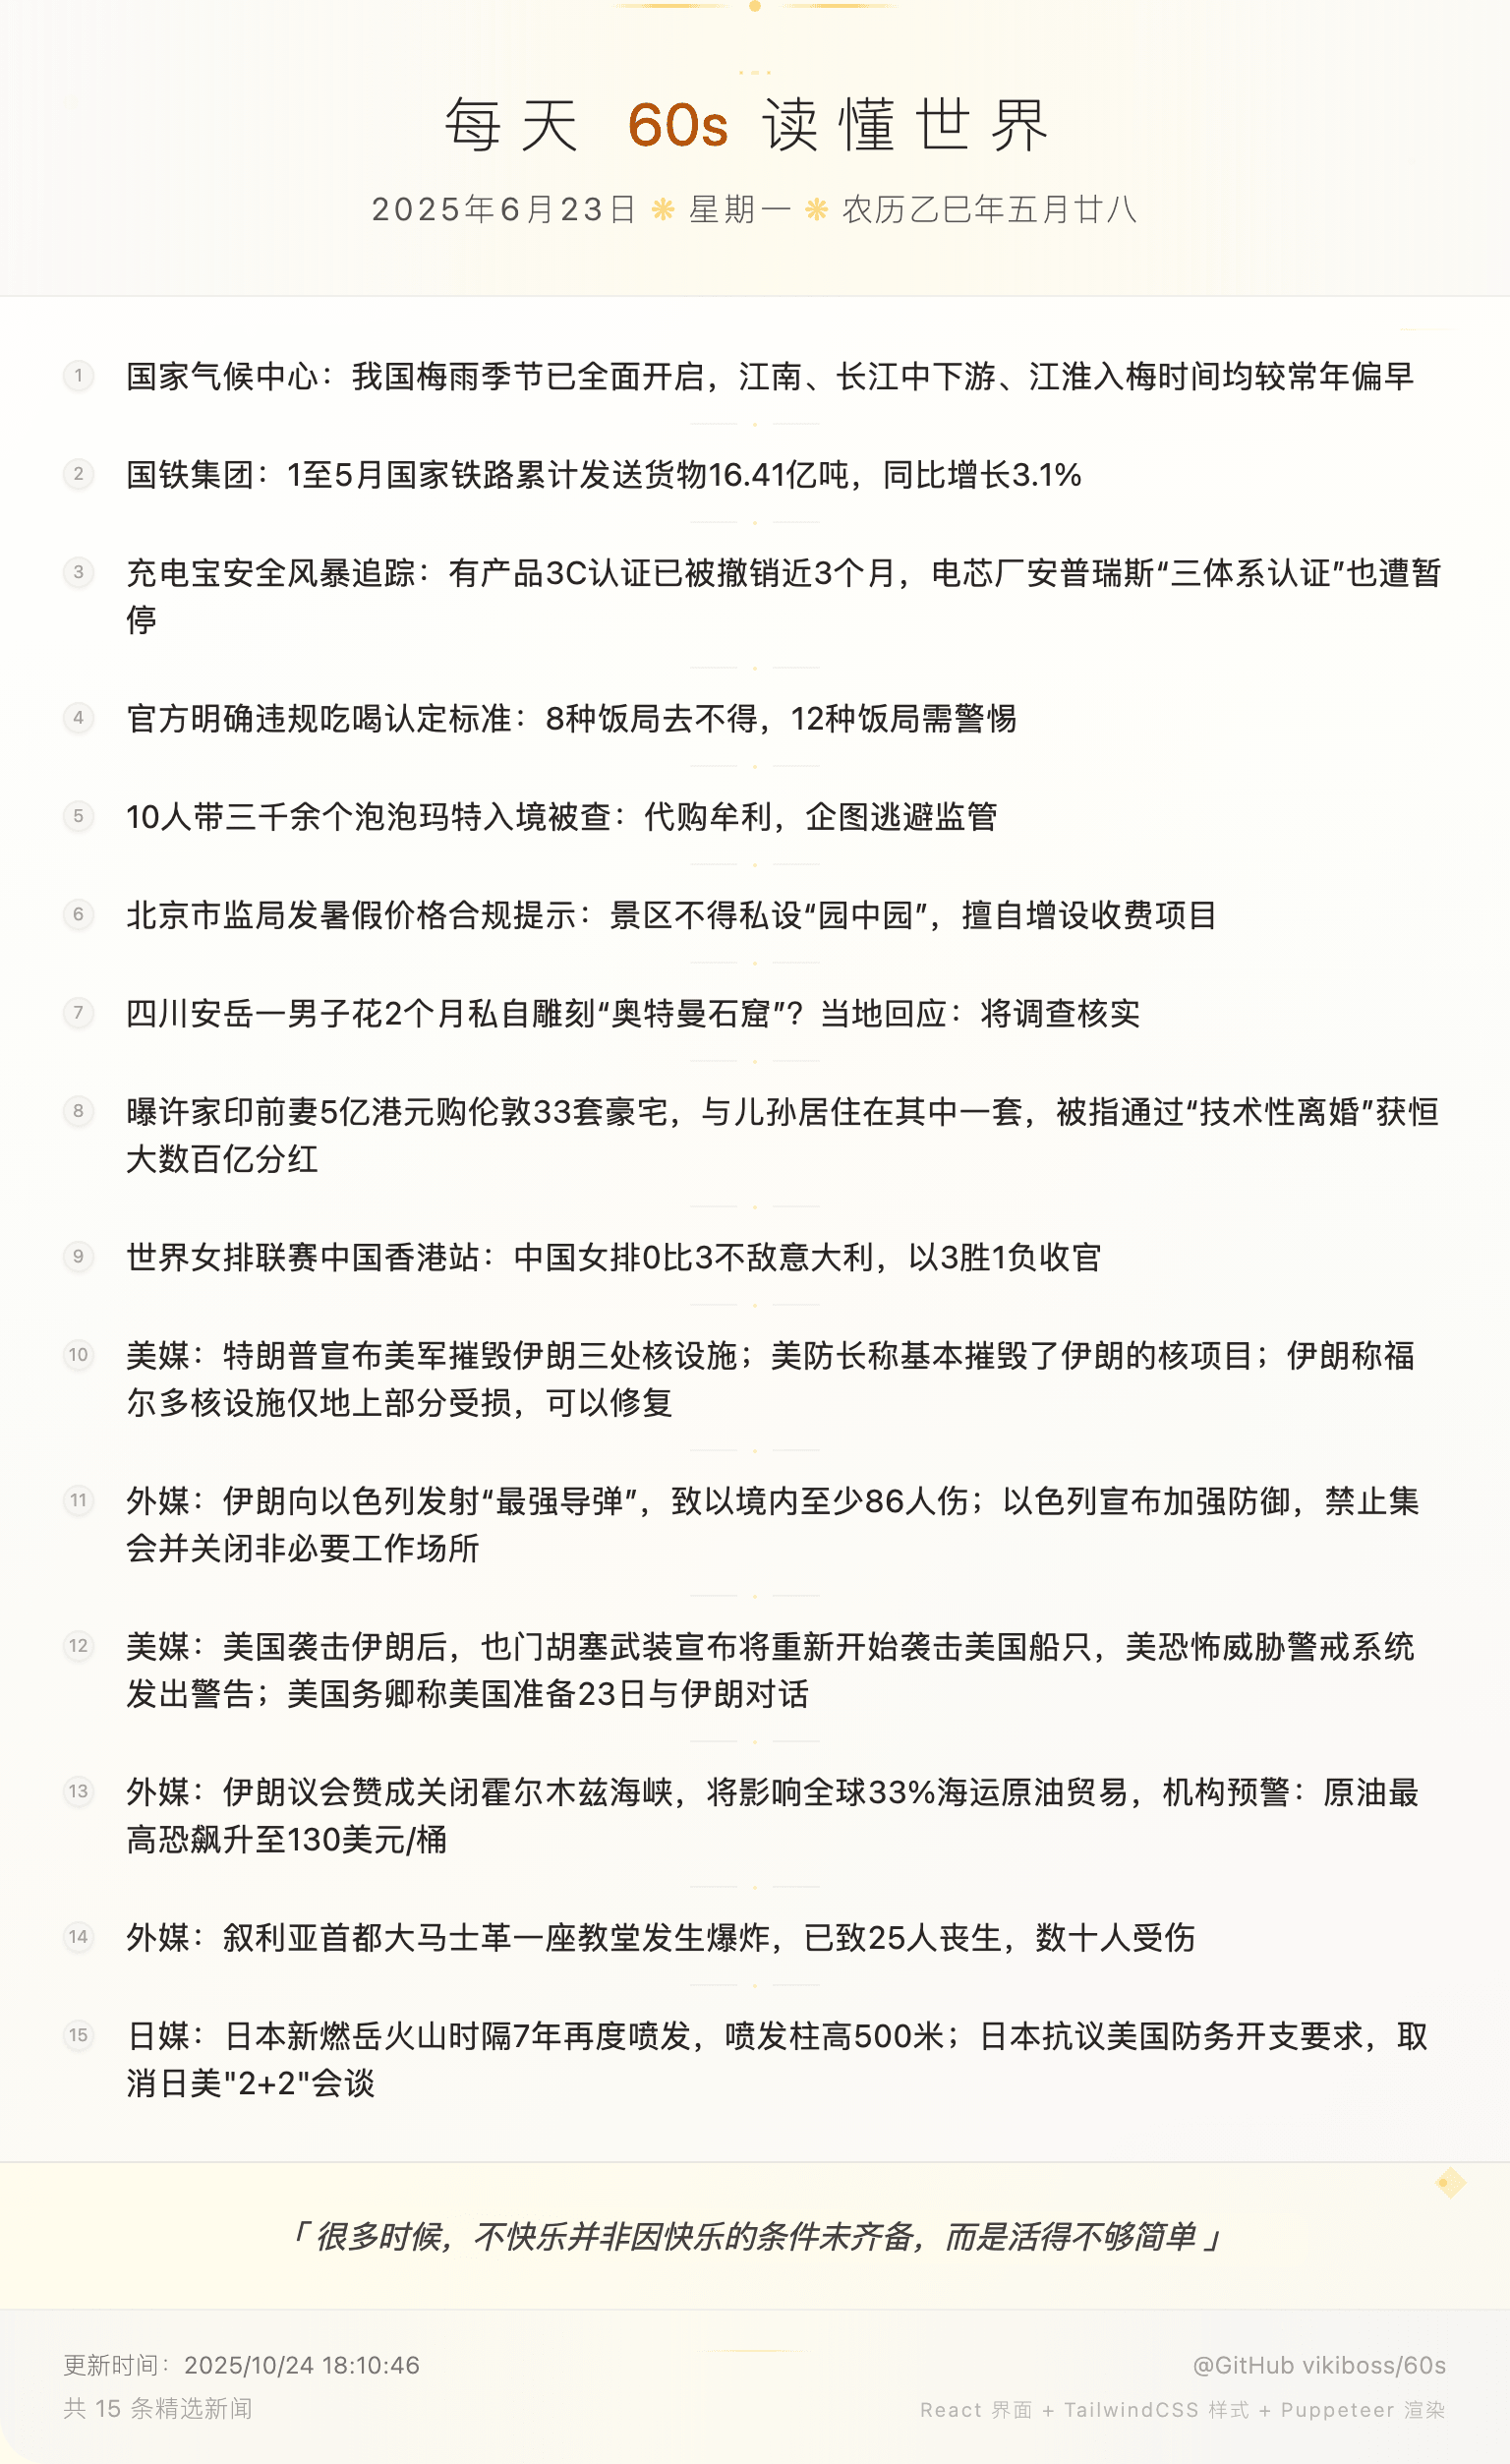 每天 60s 读懂世界
2025年6月23日 ❋ 星期一 ❋ 农历乙巳年五月廿八
1 国家气候中心：我国梅雨季节已全面开启，江南、长江中下游、江淮入梅时间均较常年偏早
2 国铁集团：1至5月国家铁路累计发送货物16.41亿吨，同比增长3.1%
3 充电宝安全风暴追踪：有产品3C认证已被撤销近3个月，电芯厂安普瑞斯“三体系认证”也遭暂
停
4 官方明确违规吃喝认定标准：8种饭局去不得，12种饭局需警惕
5 10人带三千余个泡泡玛特入境被查：代购牟利，企图逃避监管
6 北京市监局发暑假价格合规提示：景区不得私设“园中园”，擅自增设收费项目
7 四川安岳一男子花2个月私自雕刻“奥特曼石窟”？当地回应：将调查核实
8 曝许家印前妻5亿港元购伦敦33套豪宅，与儿孙居住在其中一套，被指通过“技术性离婚”获恒
大数百亿分红
9 世界女排联赛中国香港站：中国女排0比3不敌意大利，以3胜1负收官
10 美媒：特朗普宣布美军摧毁伊朗三处核设施；美防长称基本摧毁了伊朗的核项目；伊朗称福
尔多核设施仅地上部分受损，可以修复
11 外媒：伊朗向以色列发射“最强导弹”，致以境内至少86人伤；以色列宣布加强防御，禁止集
会并关闭非必要工作场所
12 美媒：美国袭击伊朗后，也门胡塞武装宣布将重新开始袭击美国船只，美恐怖威胁警戒系统
发出警告；美国务卿称美国准备23日与伊朗对话
13 外媒：伊朗议会赞成关闭霍尔木兹海峡，将影响全球33%海运原油贸易，机构预警：原油最
高恐飙升至130美元/桶
14 外媒：叙利亚首都大马士革一座教堂发生爆炸，已致25人丧生，数十人受伤
15 日媒：日本新燃岳火山时隔7年再度喷发，喷发柱高500米；日本抗议美国防务开支要求，取
消日美"2+2"会谈
「 很多时候，不快乐并非因快乐的条件未齐备，而是活得不够简单 」
更新时间：2025/10/24 18:10:46
@GitHub vikiboss/60s
共 15 条精选新闻
React 界面 + TailwindCSS 样式 + Puppeteer 渲染